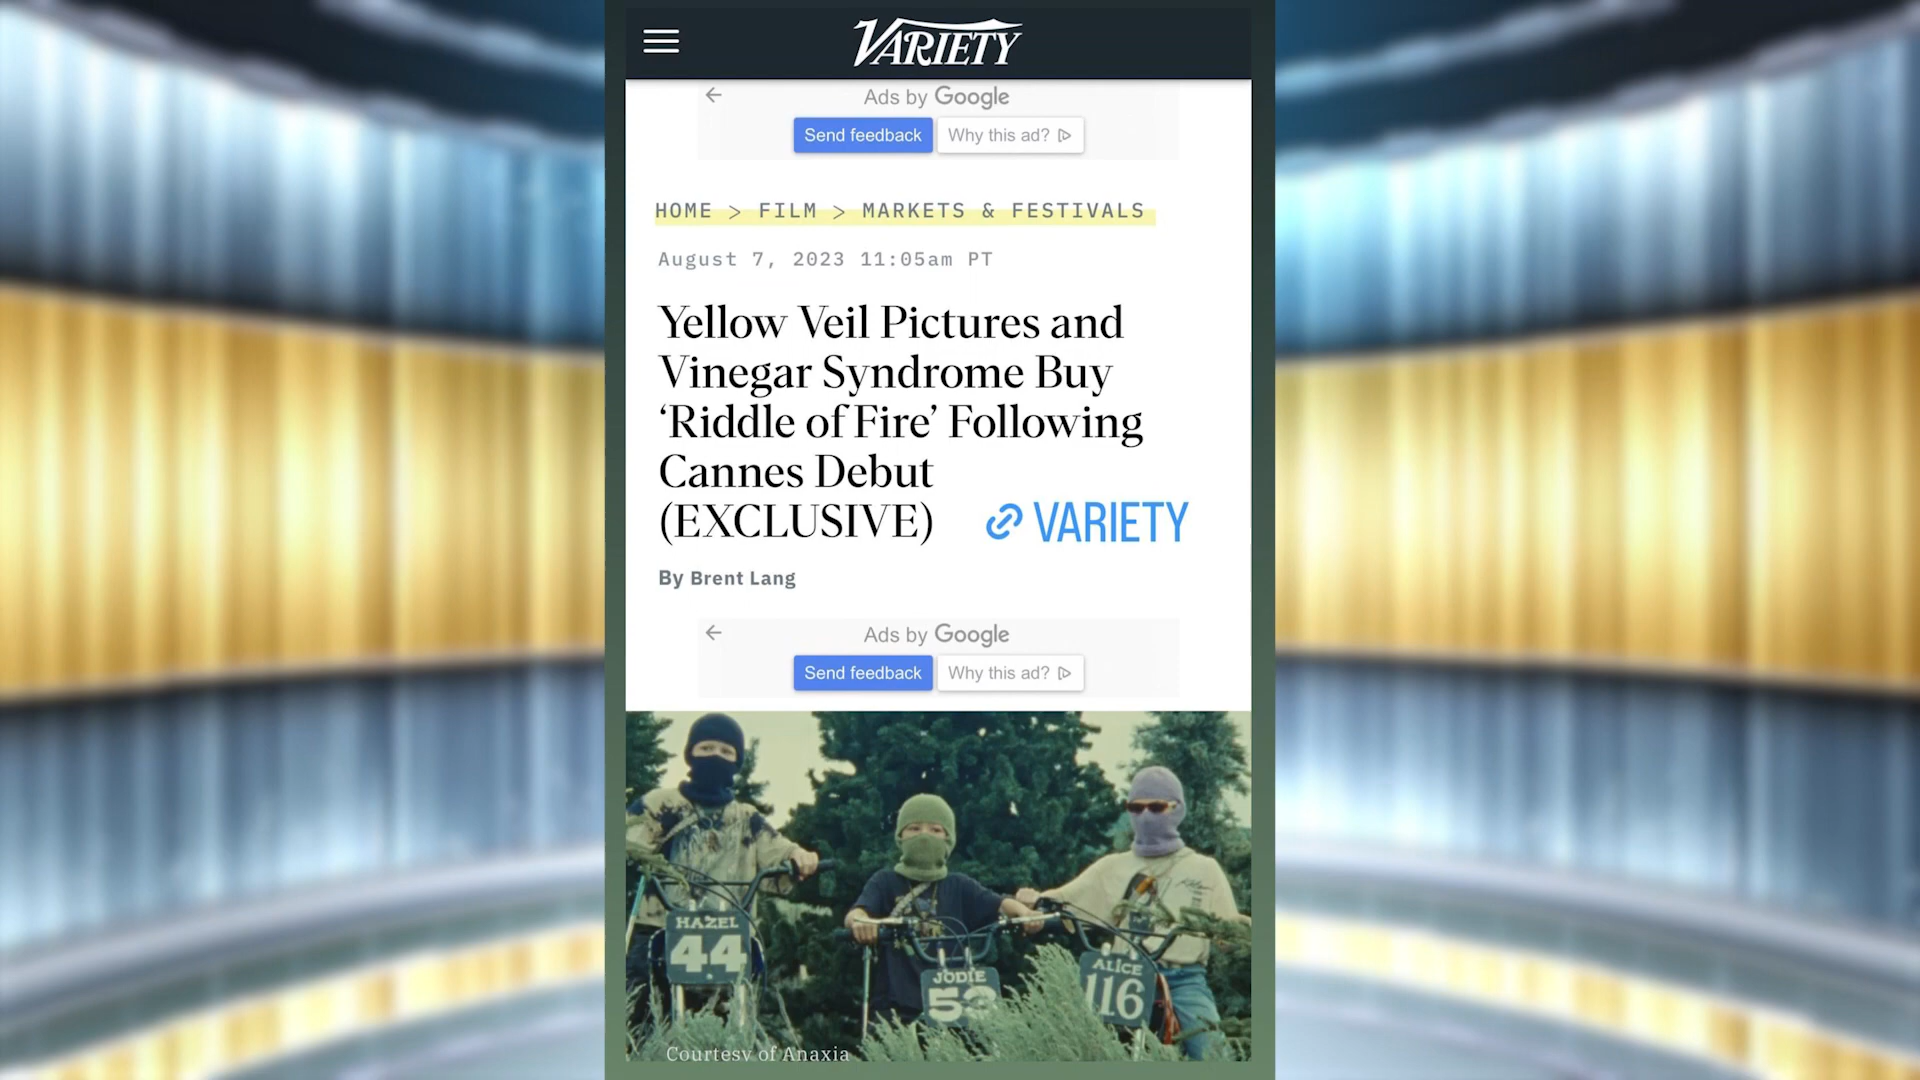 VARIETY
Ads by Google
Send feedback Why this ad?
HOME > FILM > MARKETS & FESTIVALS
August 7, 2023 11:05am PT
Yellow Veil Pictures and
Vinegar Syndrome Buy
‘Riddle of Fire’ Following
Cannes Debut
(EXCLUSIVE)
VARIETY
By Brent Lang
Ads by Google
Send feedback Why this ad?
HAZEL
44
JODIE
53
ALICE
116
Courtesy of Anaxia